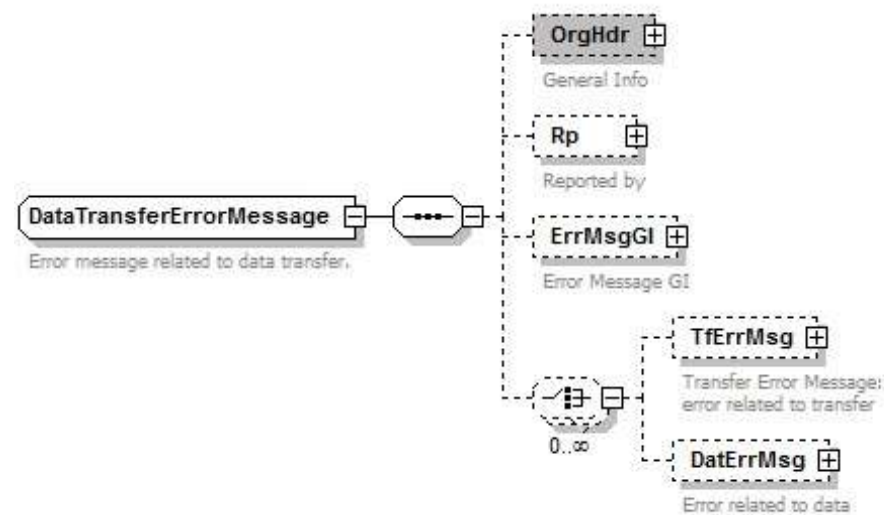 OrgHdr
General Info
Rp
Reported by
DataTransferErrorMessage
Error message related to data transfer.
ErrMsgGI
Error Message GI
TfErrMsg
Transfer Error Message:
error related to transfer
0..∞
DatErrMsg
Error related to data